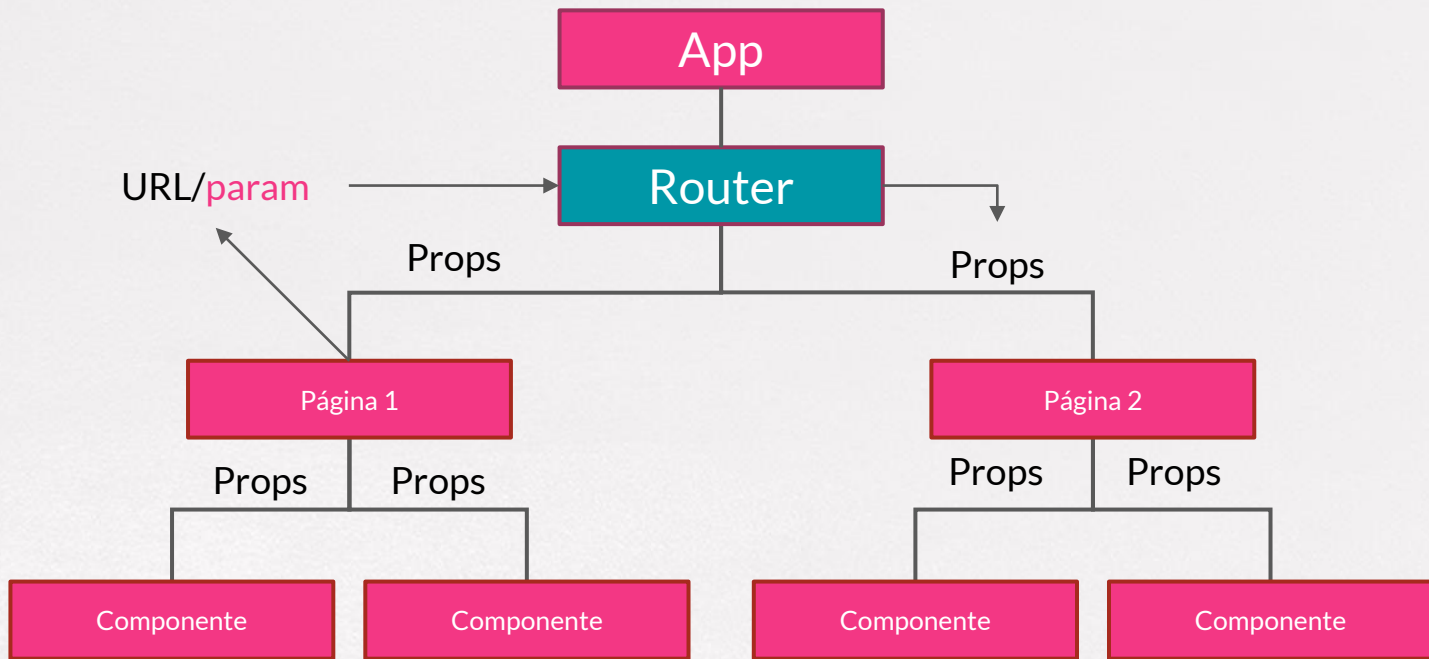 App
URL/param
Router
Props
Props
Página 1
Página 2
Props
Props
Props
Props
Componente
Componente
Componente
Componente